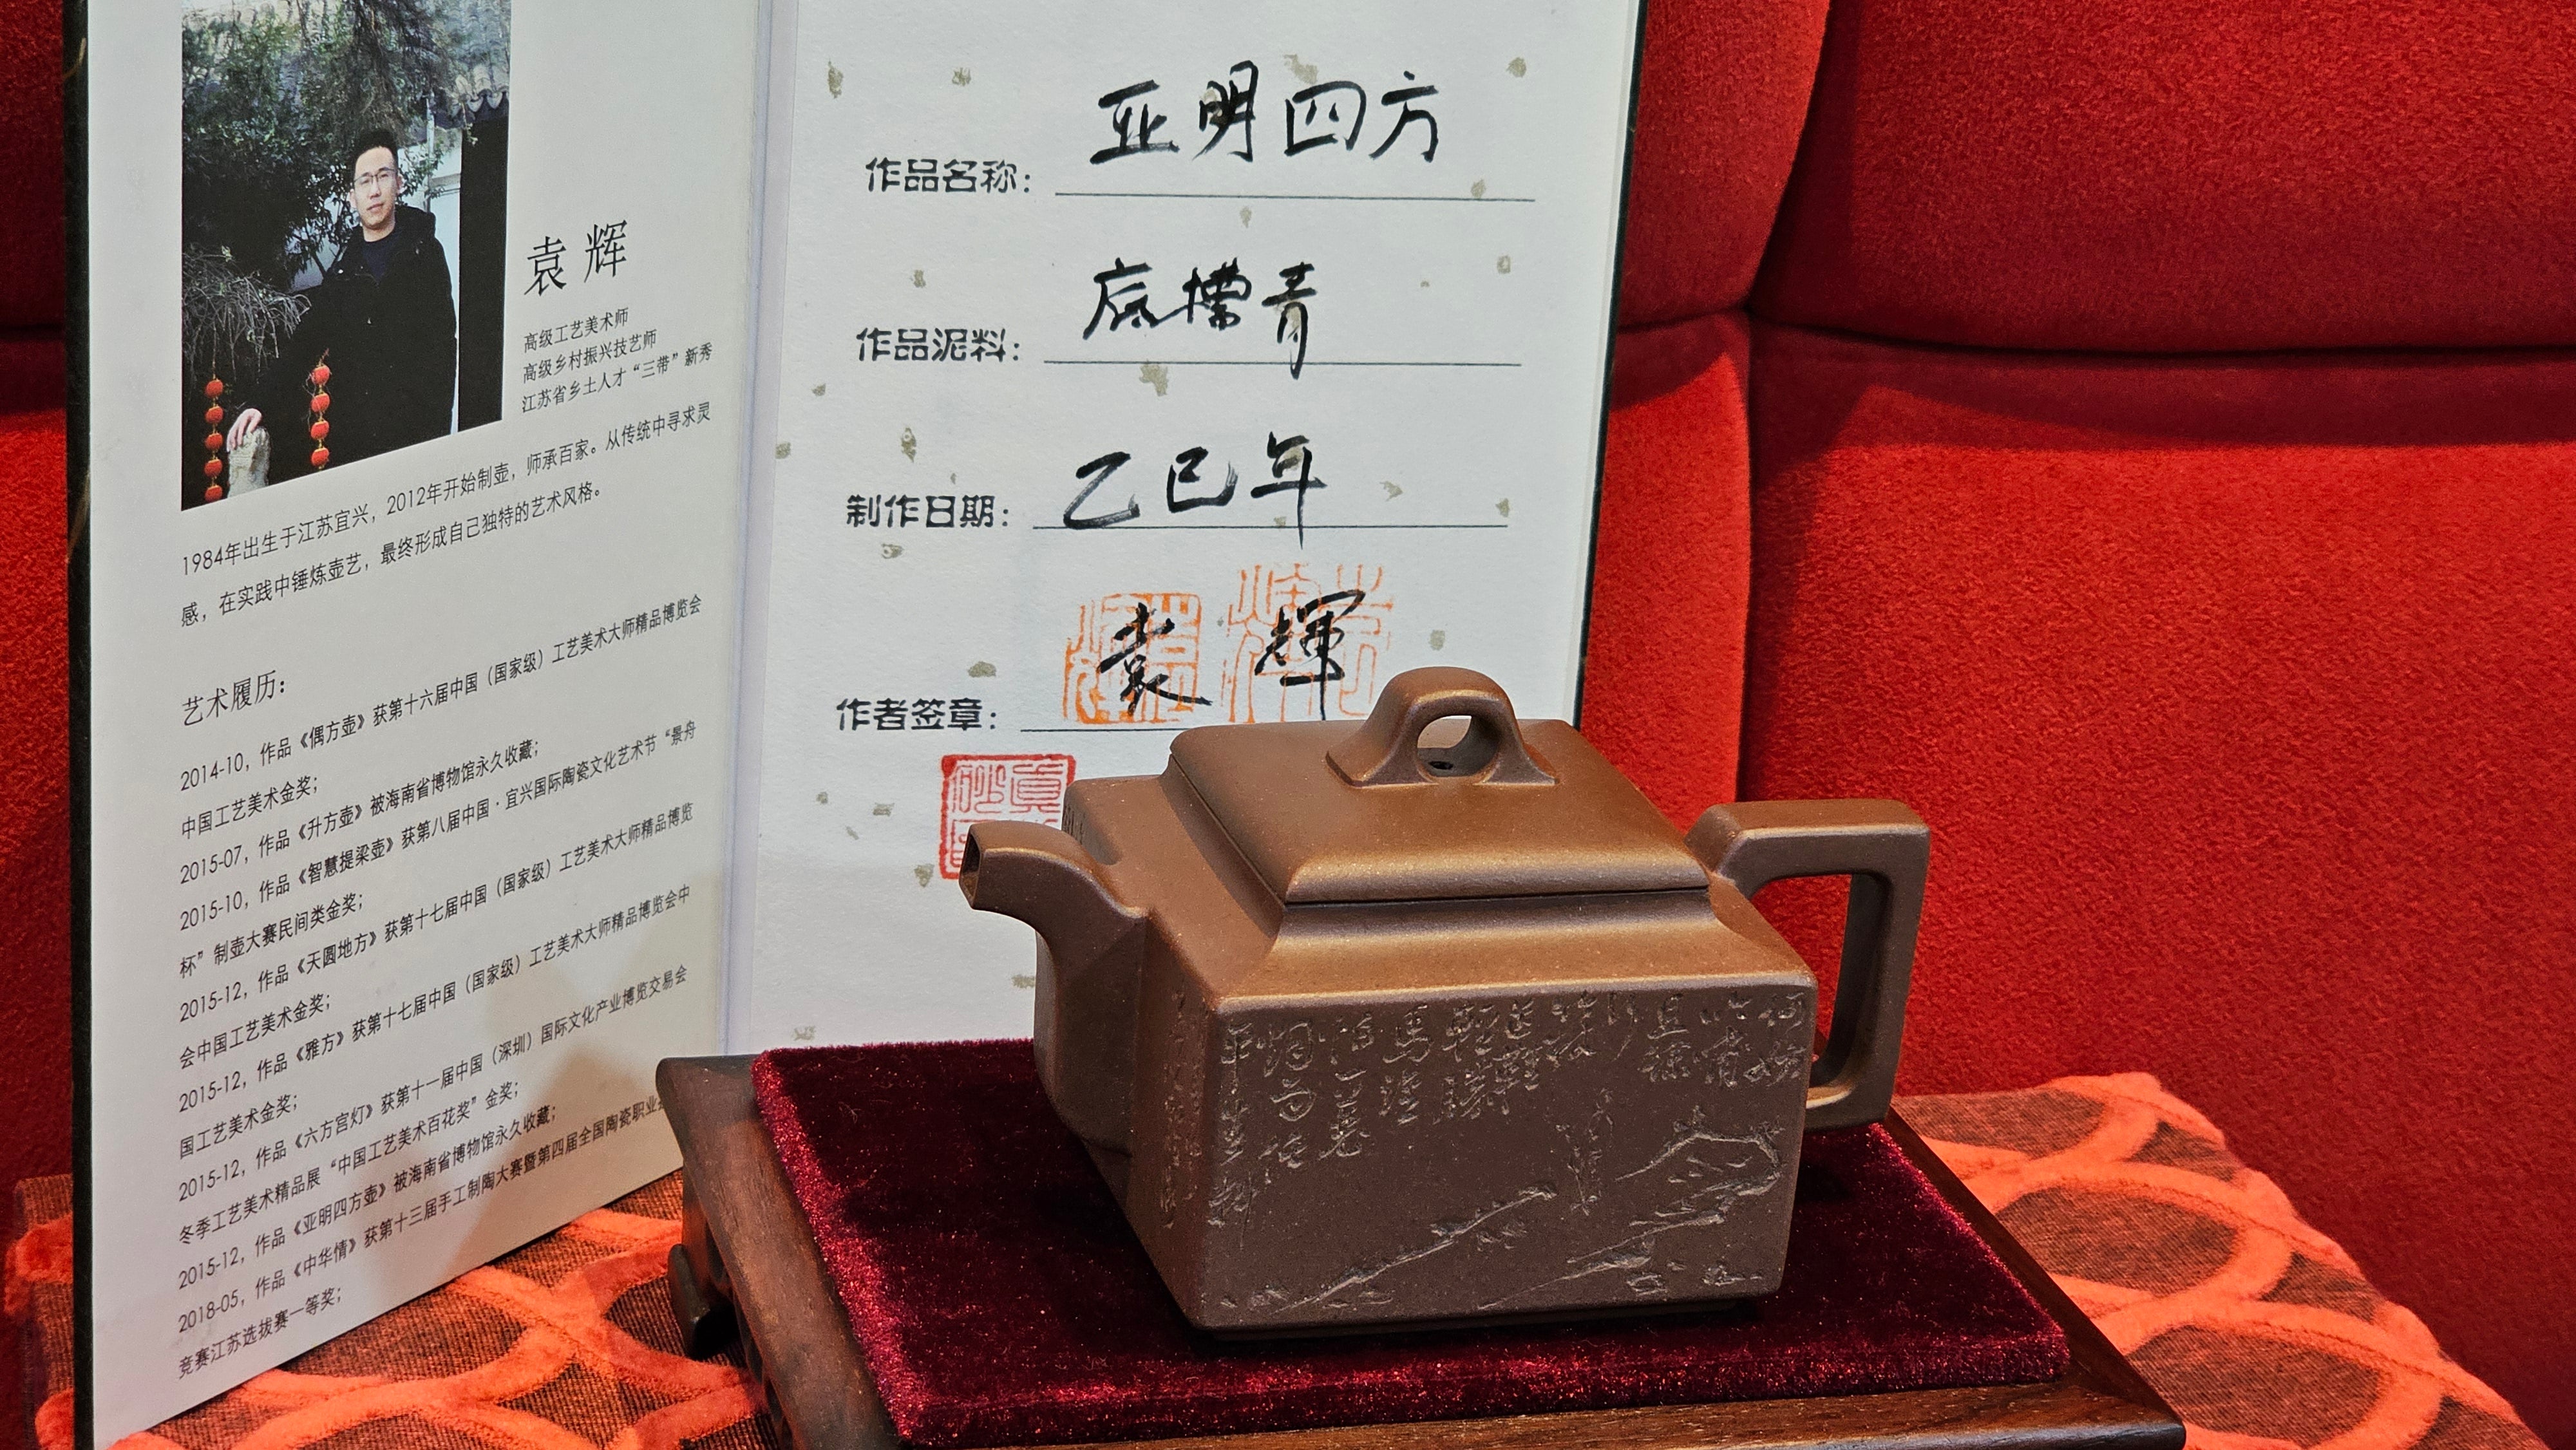 袁辉
高级工艺美术师
高级乡村振兴技艺师
江苏省乡土人才“三带”新秀
1984年出生于江苏宜兴，2012年开始制壶，师承百家。从传统中寻求灵
感，在实践中锤炼壶艺，最终形成自己独特的艺术风格。
艺术履历：
2014-10，作品《偶方壶》获第十六届中国（国家级）工艺美术大师精品博览会
中国工艺美术金奖；
2015-07，作品《升方壶》被海南省博物馆永久收藏；
2015-10，作品《智慧提梁壶》获第八届中国·宜兴国际陶瓷文化艺术节“景舟
杯”制壶大赛民间类金奖；
2015-12，作品《天圆地方》获第十七届中国（国家级）工艺美术大师精品博览
会中国工艺美术金奖；
2015-12，作品《雅方》获第十七届中国（国家级）工艺美术大师精品博览会中
国工艺美术金奖；
2015-12，作品《六方宫灯》获第十一届中国（深圳）国际文化产业博览交易会
冬季工艺美术精品展“中国工艺美术百花奖”金奖；
2015-12，作品《亚明四方壶》被海南省博物馆永久收藏；
2018-05，作品《中华情》获第十三届手工制陶大赛暨第四届全国陶瓷职业
竞赛江苏选拔赛一等奖；
作品名称：亚明四方
作品泥料：底槽青
制作日期：乙巳年
作者签章：袁輝